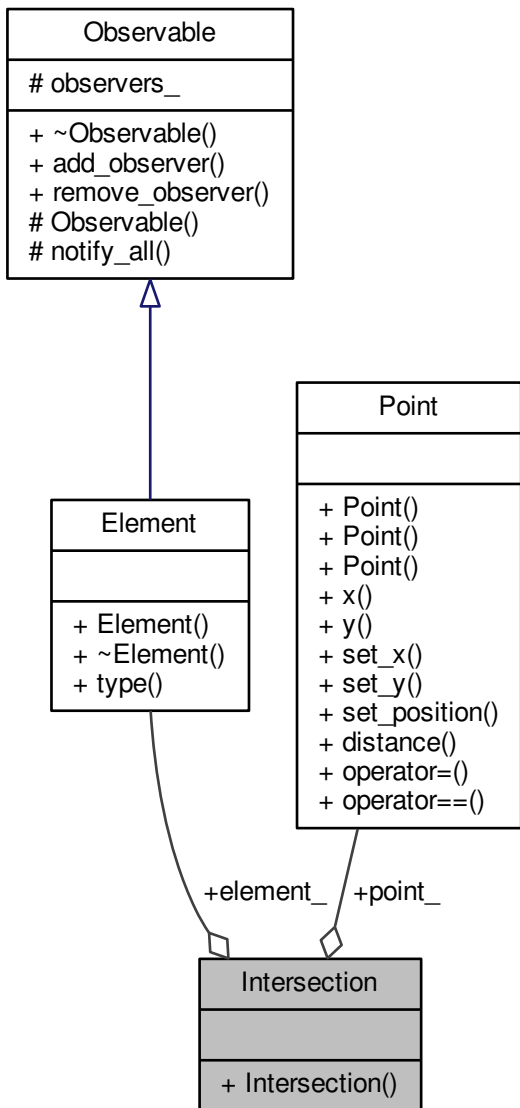 Observable
# observers_
+ ~Observable()
+ add_observer()
+ remove_observer()
# Observable()
# notify_all()
Point
+ Point()
+ Point()
+ Point()
+ x()
+ y()
+ set_x()
+ set_y()
+ set_position()
+ distance()
+ operator=()
+ operator==()
Element
+ Element()
+ ~Element()
+ type()
+element_
+point_
Intersection
+ Intersection()